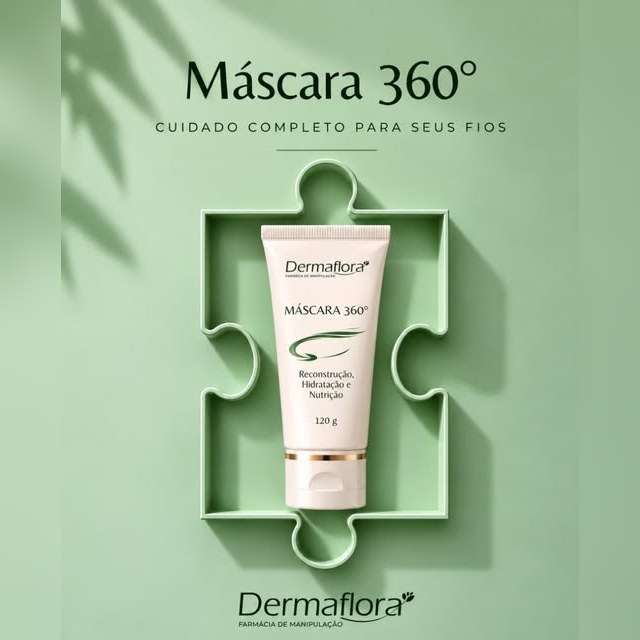 Máscara 360°
CUIDADO COMPLETO PARA SEUS FIOS
Dermaflora
FARMÁCIA DE MANIPULAÇÃO
MÁSCARA 360°
Reconstrução,
Hidratação e
Nutrição
120 g
Dermaflora
FARMÁCIA DE MANIPULAÇÃO